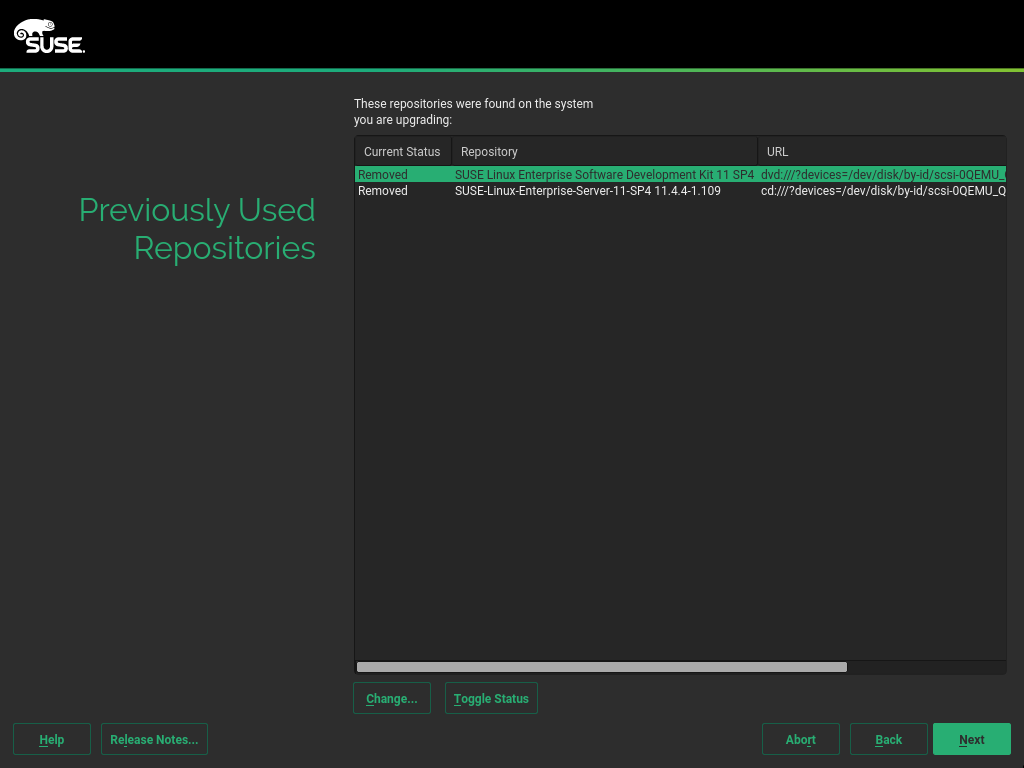 SUSE.
These repositories were found on the system
you are upgrading:
Current Status Repository URL
Removed SUSE Linux Enterprise Software Development Kit 11 SP4 dvd:///?devices=/dev/disk/by-id/scsi-0QEMU_
Removed SUSE-Linux-Enterprise-Server-11-SP4 11.4.4-1.109 cd:///?devices=/dev/disk/by-id/scsi-0QEMU_Q
Previously Used
Repositories
Change... Toggle Status
Help Release Notes... Abort Back Next